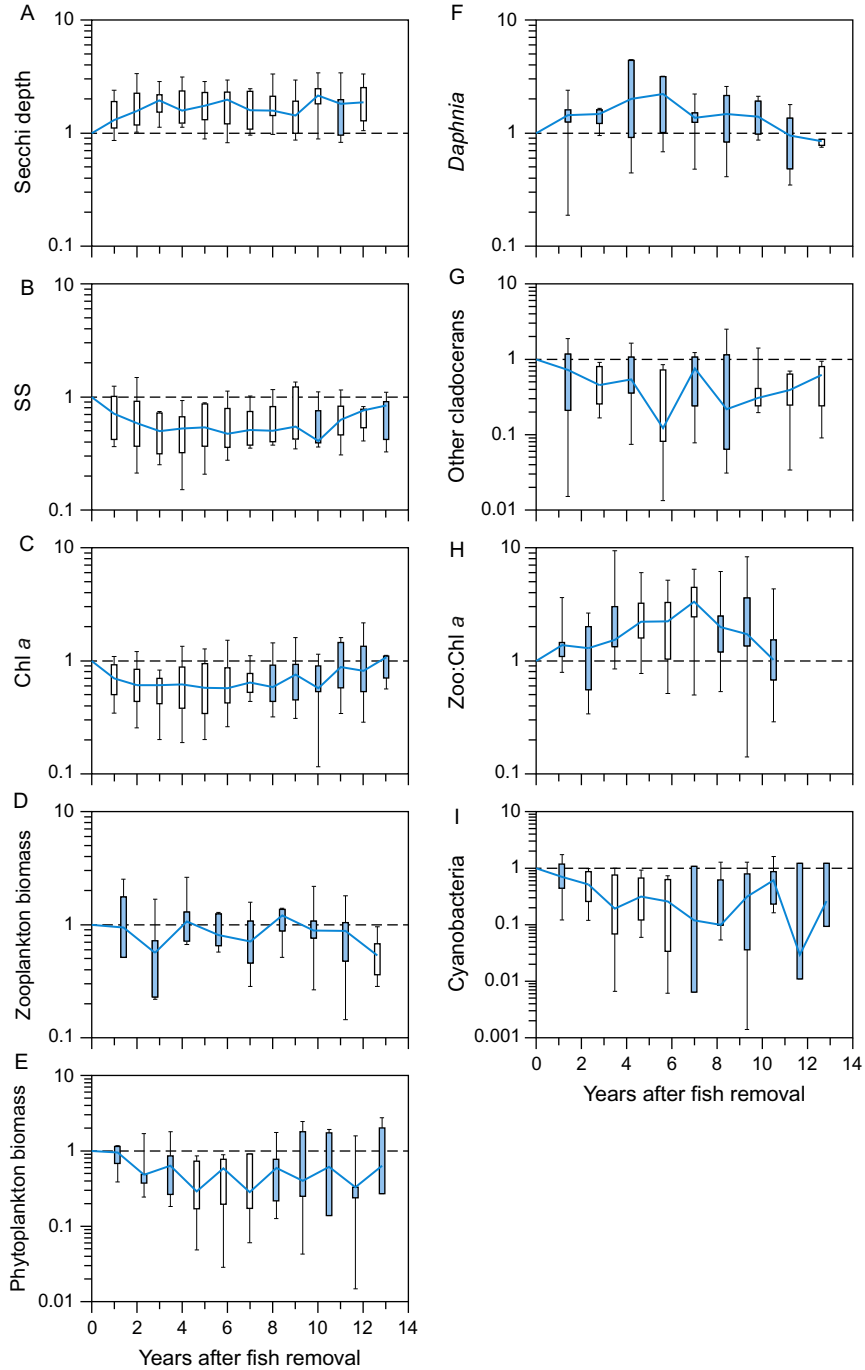 A
10
1
0.1
Secchi depth
B
10
1
0.1
SS
C
10
1
0.1
Chl a
D
10
1
0.1
Zooplankton biomass
E
10
1
0.1
0.01
Phytoplankton biomass
0 2 4 6 8 10 12 14
Years after fish removal
F
10
1
0.1
Daphnia
G
10
1
0.1
0.01
Other cladocerans
H
10
1
0.1
Zoo:Chl a
I
10
1
0.1
0.01
0.001
Cyanobacteria
0 2 4 6 8 10 12 14
Years after fish removal